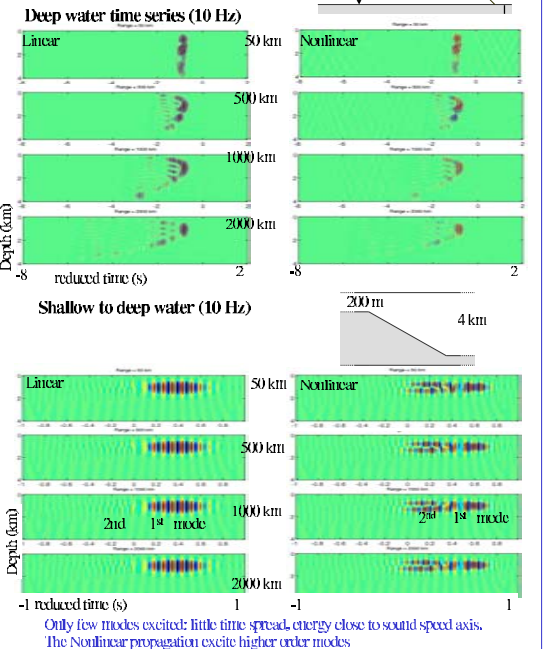 Deep water time series (10 Hz)
Linear
50 km
Nonlinear
500 km
1000 km
2000 km
Depth (km)
-8
reduced time (s)
2
-8
2
Shallow to deep water (10 Hz)
200 m
4 km
Linear
50 km
Nonlinear
500 km
2nd 1st mode
1000 km
2nd 1st mode
Depth (km)
2000 km
-1 reduced time (s)
1
-1
1
Only few modes excited: little time spread, energy close to sound speed axis.
The Nonlinear propagation excite higher order modes